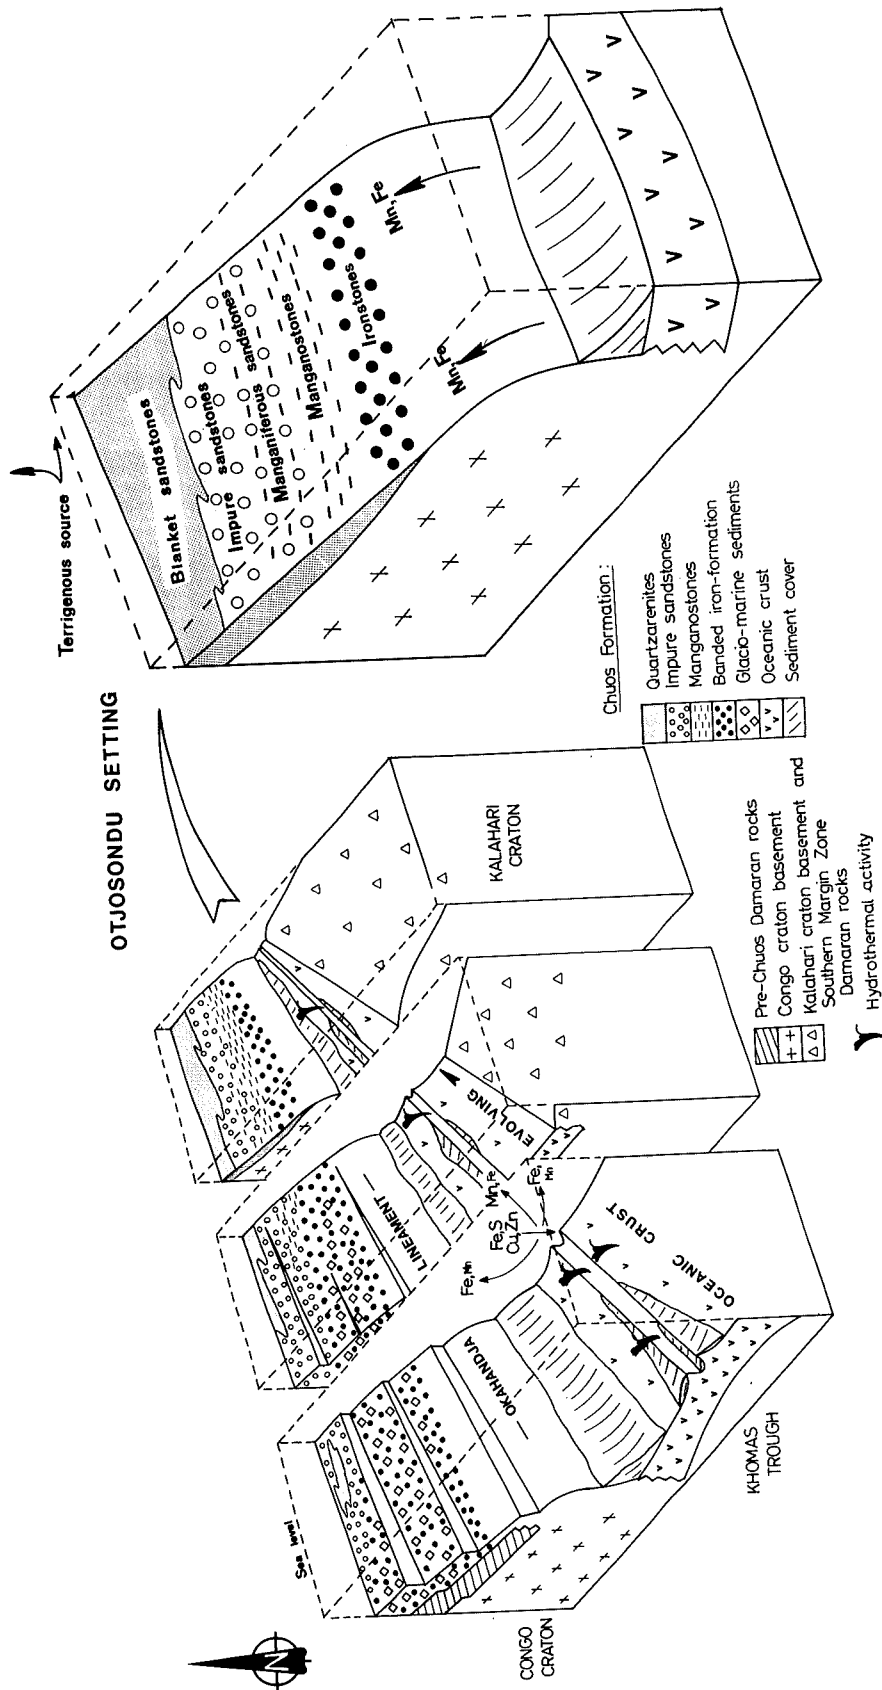 OTJOSONDU SETTING
Terrigenous source
Blanket sandstones
Impure sandstones
Manganiferous sandstones
Manganostones
Ironstones
Mn,Fe
Mn,Fe
N
Sea level
CONGO
CRATON
OKAHANDJA
LINEAMENT
Fe,Mn
Fe,S
Cu,Zn
Mn,Fe
Fe,
Mn
EVOLVING
OCEANIC CRUST
KHOMAS
TROUGH
KALAHARI
CRATON
Pre-Chuos Damaran rocks
Congo craton basement
Kalahari craton basement and
Southern Margin Zone
Damaran rocks
Hydrothermal activity
Chuos Formation :
Quartzarenites
Impure sandstones
Manganostones
Banded iron-formation
Glacio-marine sediments
Oceanic crust
Sediment cover